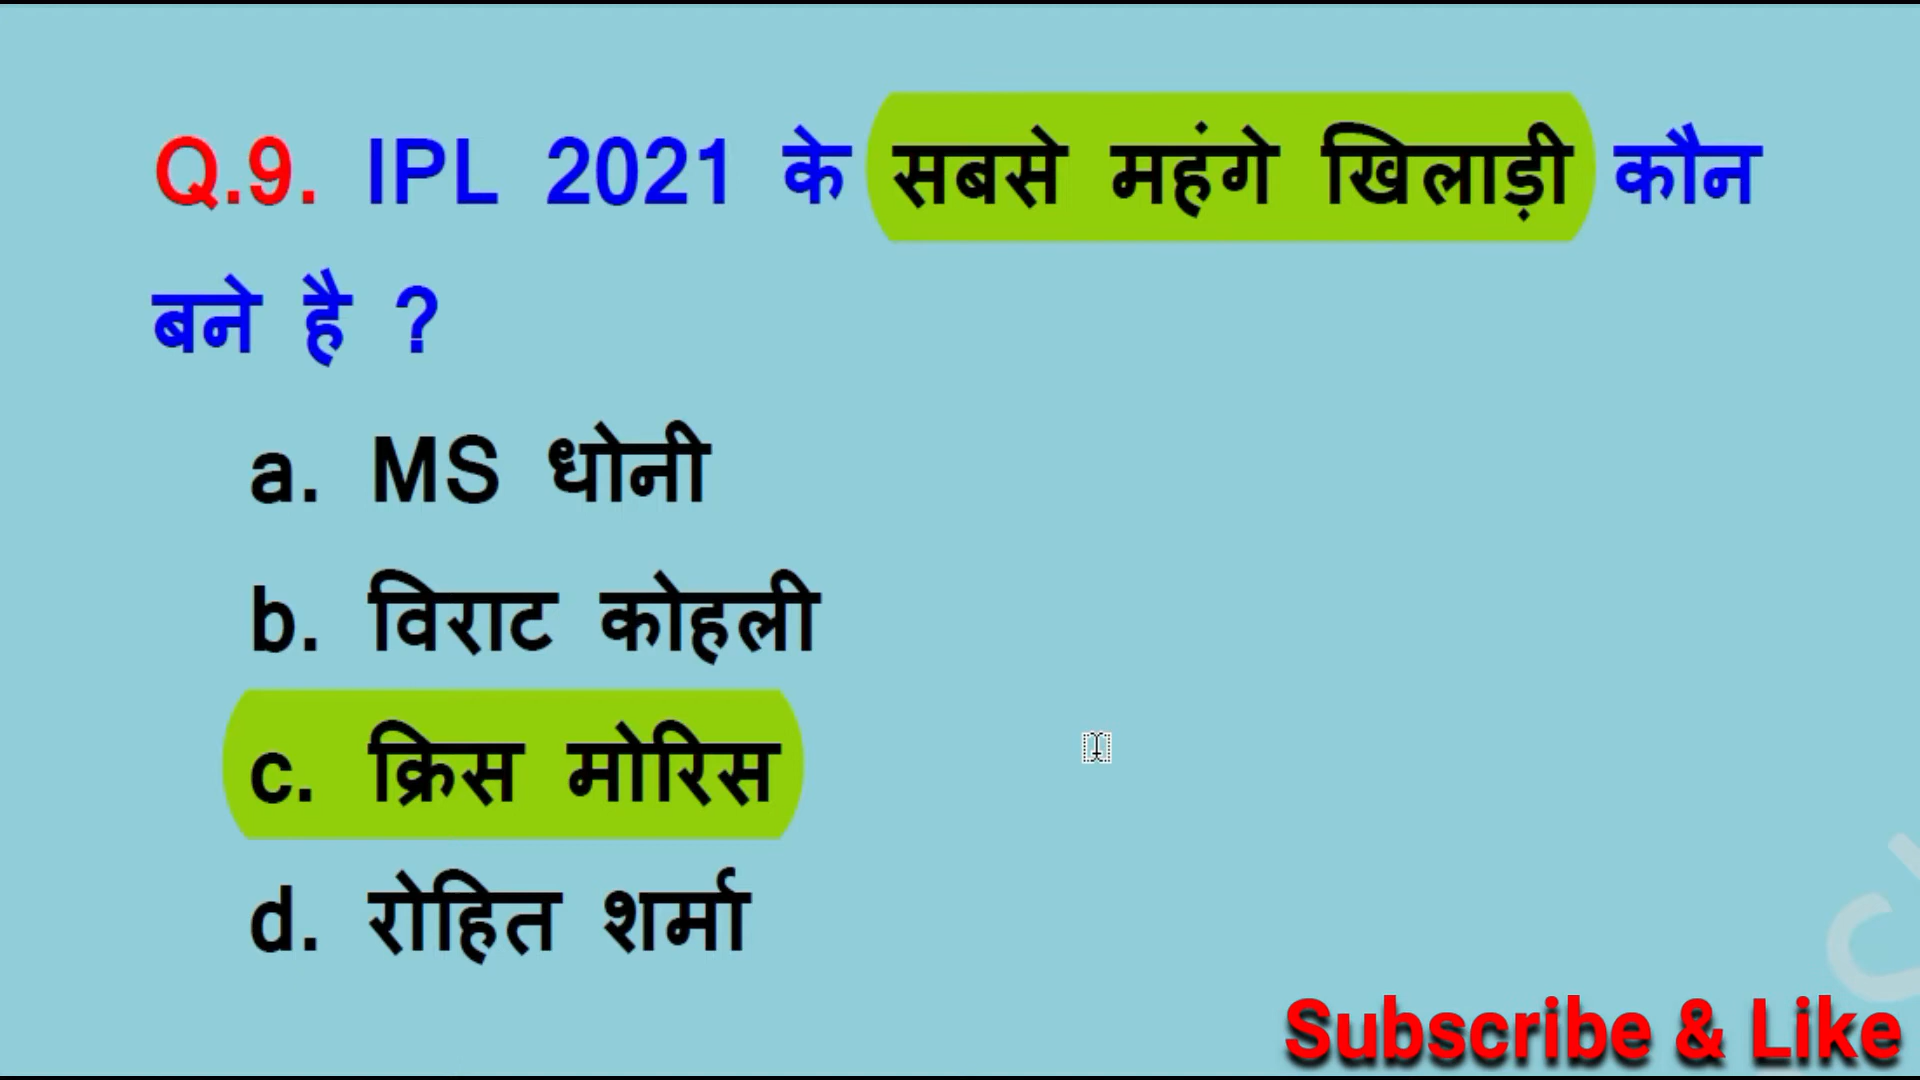 Q.9. IPL 2021 के सबसे महंगे खिलाड़ी कौन
बने है ?
a. MS धोनी
b. विराट कोहली
c. क्रिस मोरिस
d. रोहित शर्मा
Subscribe & Like